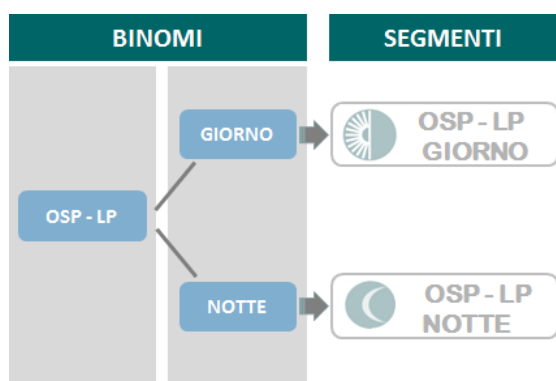 BINOMI
SEGMENTI
GIORNO
OSP - LP
GIORNO
OSP - LP
NOTTE
OSP - LP
NOTTE